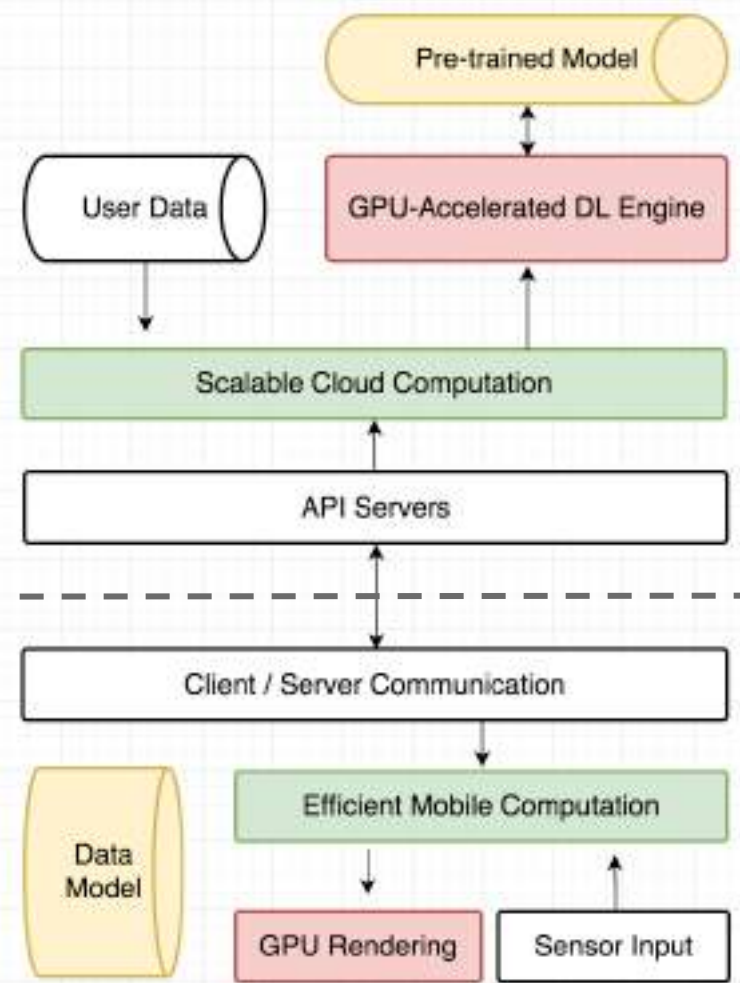 Pre-trained Model
User Data
GPU-Accelerated DL Engine
Scalable Cloud Computation
API Servers
Client / Server Communication
Efficient Mobile Computation
Data
Model
GPU Rendering
Sensor Input